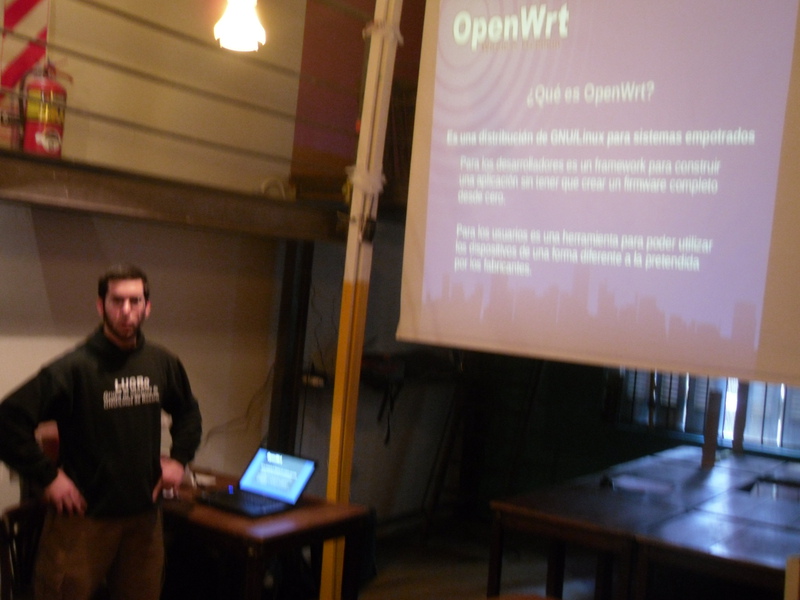 OpenWrt
¿Qué es OpenWrt?
Es una distribución de GNU/Linux para sistemas empotrados
Para los desarrolladores es un framework para construir
una aplicación sin tener que crear un firmware completo
desde cero.
Para los usuarios es una herramienta para poder utilizar
los dispositivos de una forma diferente a la pretendida
por los fabricantes.
LUGRo